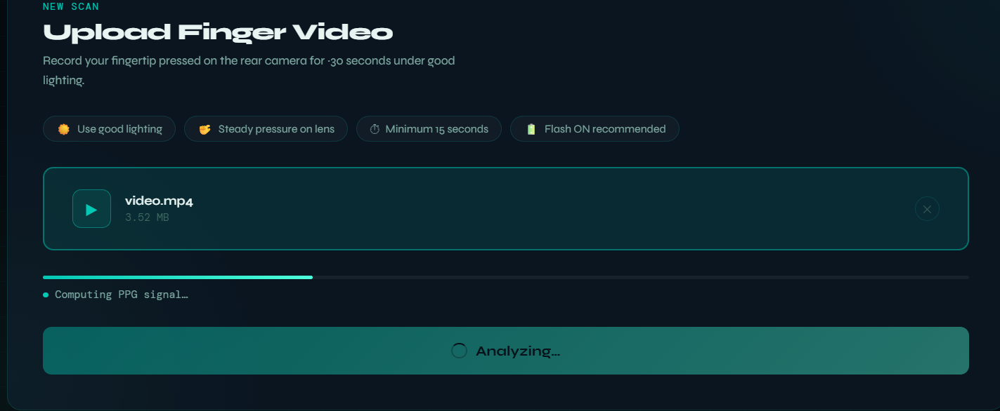 NEW SCAN
Upload Finger Video
Record your fingertip pressed on the rear camera for ·30 seconds under good
lighting.
Use good lighting
Steady pressure on lens
Minimum 15 seconds
Flash ON recommended
video.mp4
3.52 MB
Computing PPG signal…
Analyzing…